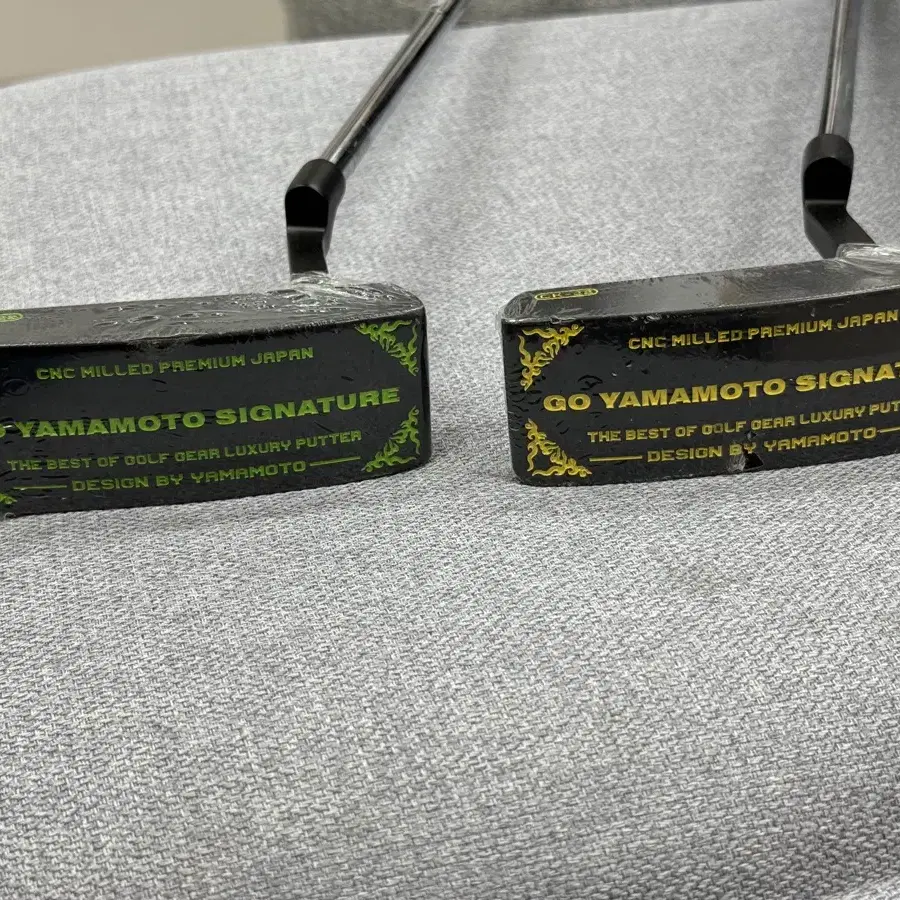 CNC MILLED PREMIUM JAPAN
YAMAMOTO SIGNATURE
THE BEST OF GOLF GEAR LUXURY PUTTER
DESIGN BY YAMAMOTO
CNC MILLED PREMIUM JAPAN
GO YAMAMOTO SIGNAT
THE BEST OF GOLF GEAR LUXURY PUT
DESIGN BY YAMAMOTO